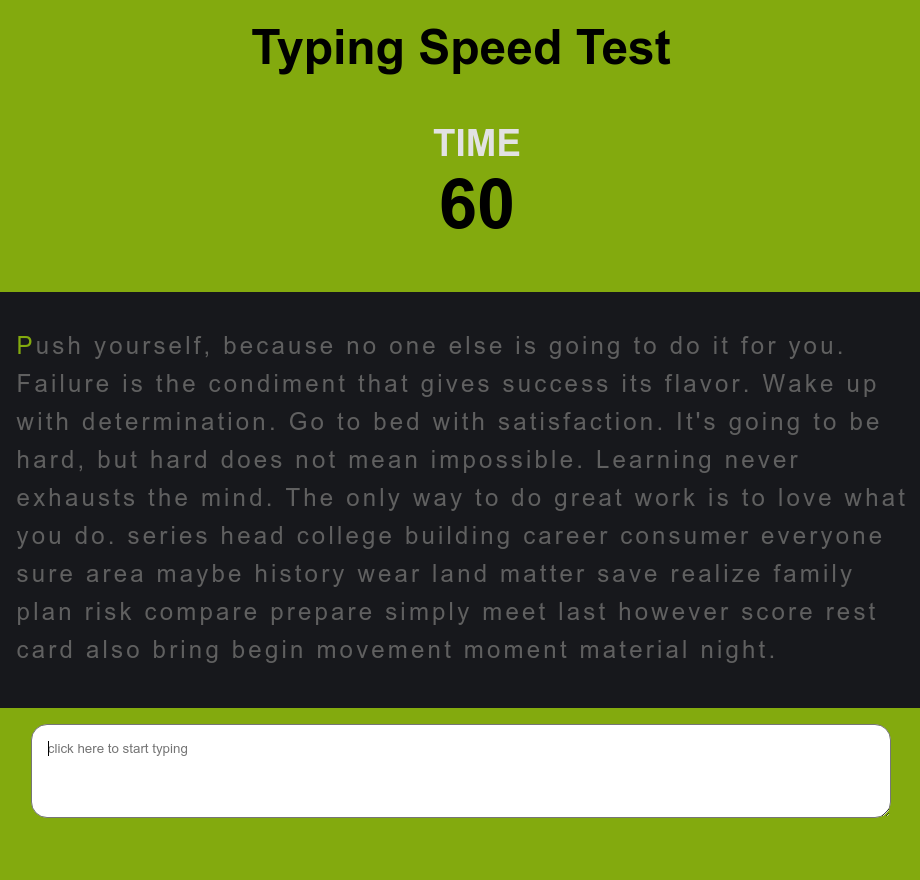 Typing Speed Test
TIME
60
Push yourself, because no one else is going to do it for you.
Failure is the condiment that gives success its flavor. Wake up
with determination. Go to bed with satisfaction. It's going to be
hard, but hard does not mean impossible. Learning never
exhausts the mind. The only way to do great work is to love what
you do. series head college building career consumer everyone
sure area maybe history wear land matter save realize family
plan risk compare prepare simply meet last however score rest
card also bring begin movement moment material night.
click here to start typing